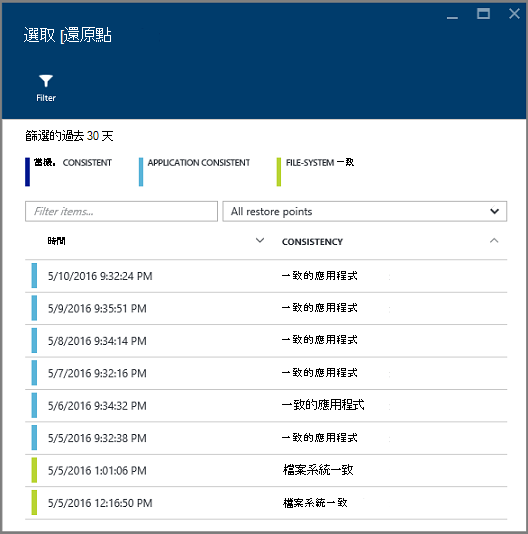 選取 [還原點
Filter
篩選的過去 30 天
當機。 CONSISTENT APPLICATION CONSISTENT FILE-SYSTEM 一致
Filter items... All restore points
時間 CONSISTENCY
5/10/2016 9:32:24 PM 一致的應用程式
5/9/2016 9:35:51 PM 一致的應用程式
5/8/2016 9:34:14 PM 一致的應用程式
5/7/2016 9:32:16 PM 一致的應用程式
5/6/2016 9:34:32 PM 一致的應用程式
5/5/2016 9:32:38 PM 一致的應用程式
5/5/2016 1:01:06 PM 檔案系統一致
5/5/2016 12:16:50 PM 檔案系統一致